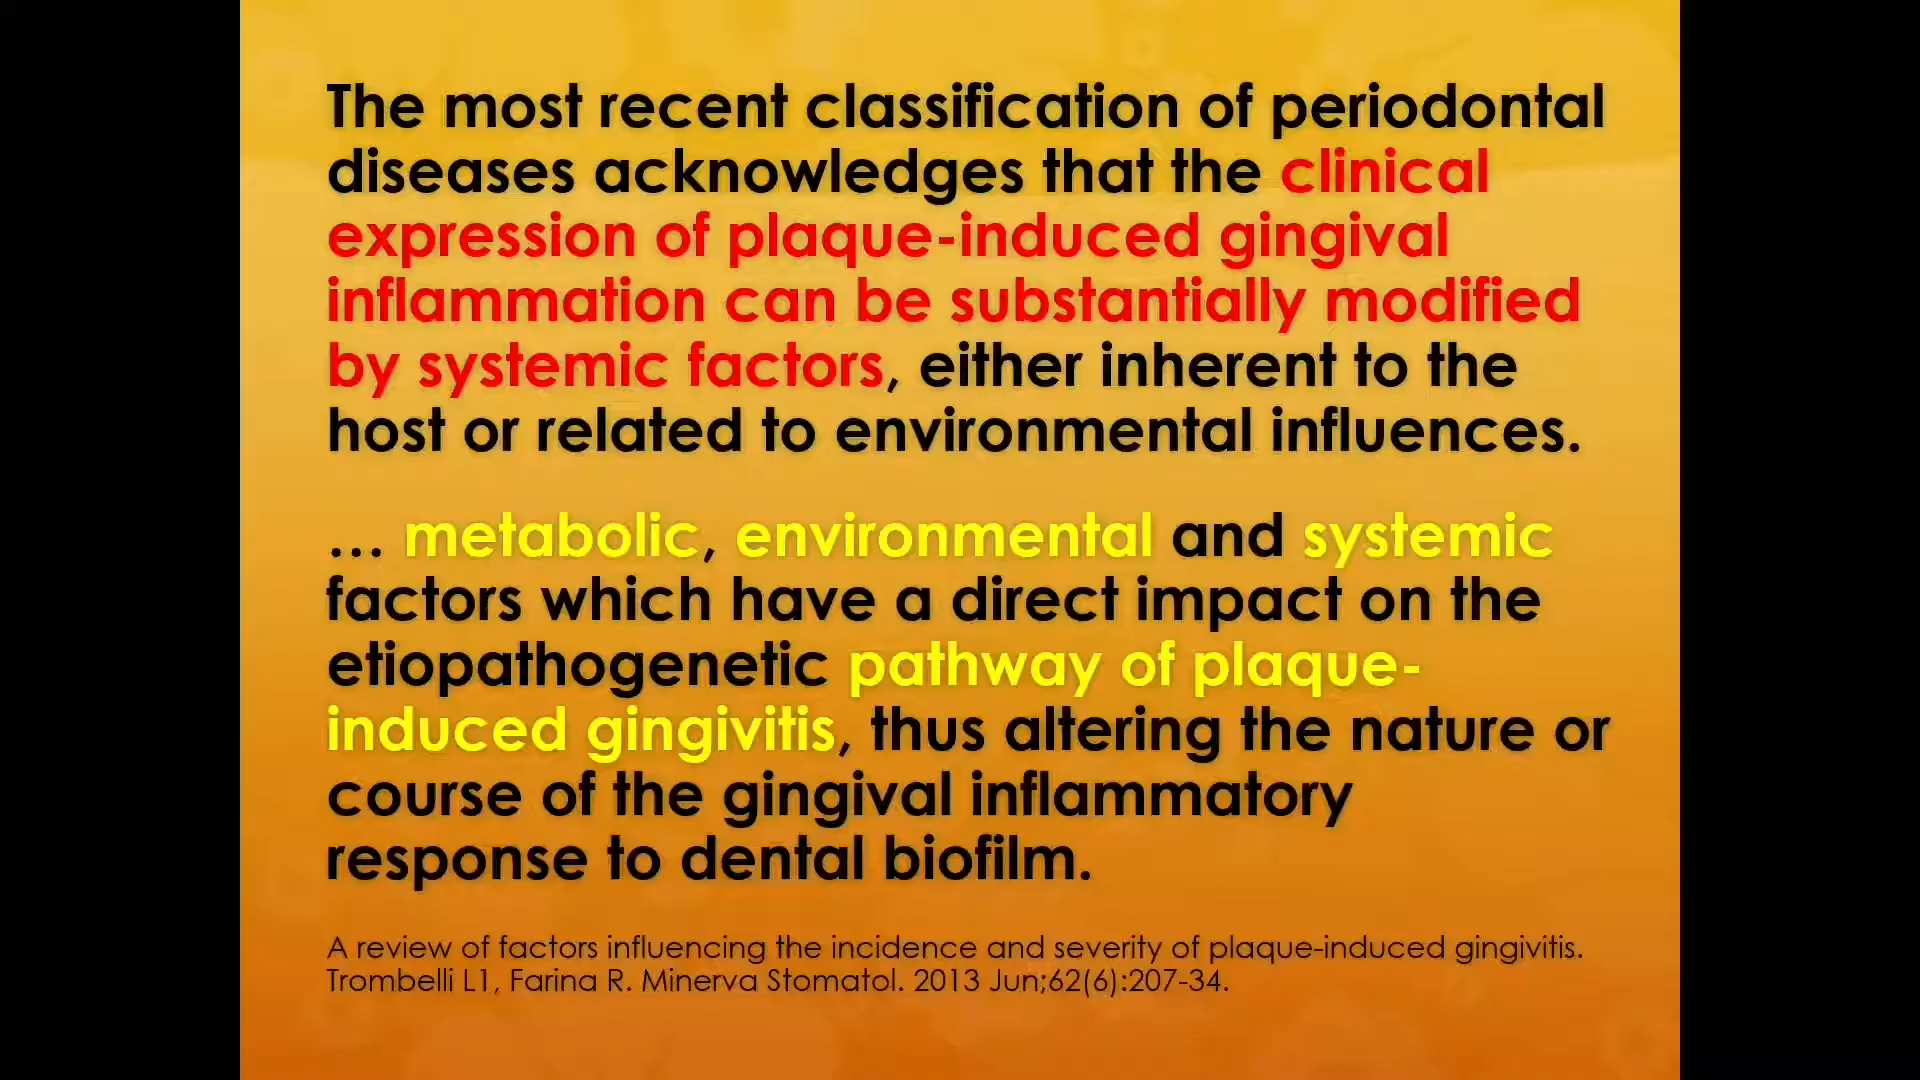 The most recent classification of periodontal
diseases acknowledges that the clinical
expression of plaque-induced gingival
inflammation can be substantially modified
by systemic factors, either inherent to the
host or related to environmental influences.
… metabolic, environmental and systemic
factors which have a direct impact on the
etiopathogenetic pathway of plaque-
induced gingivitis, thus altering the nature or
course of the gingival inflammatory
response to dental biofilm.
A review of factors influencing the incidence and severity of plaque-induced gingivitis.
Trombelli L1, Farina R. Minerva Stomatol. 2013 Jun;62(6):207-34.